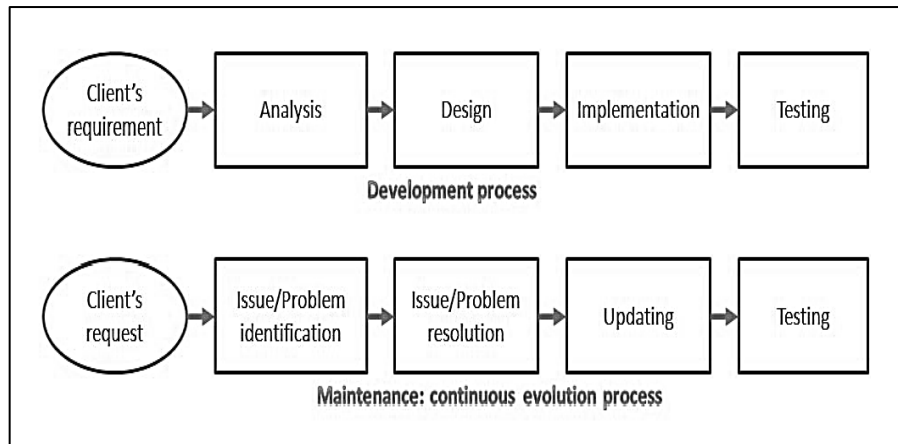 Client's
requirement
Analysis
Design
Implementation
Testing
Development process
Client's
request
Issue/Problem
identification
Issue/Problem
resolution
Updating
Testing
Maintenance: continuous evolution process